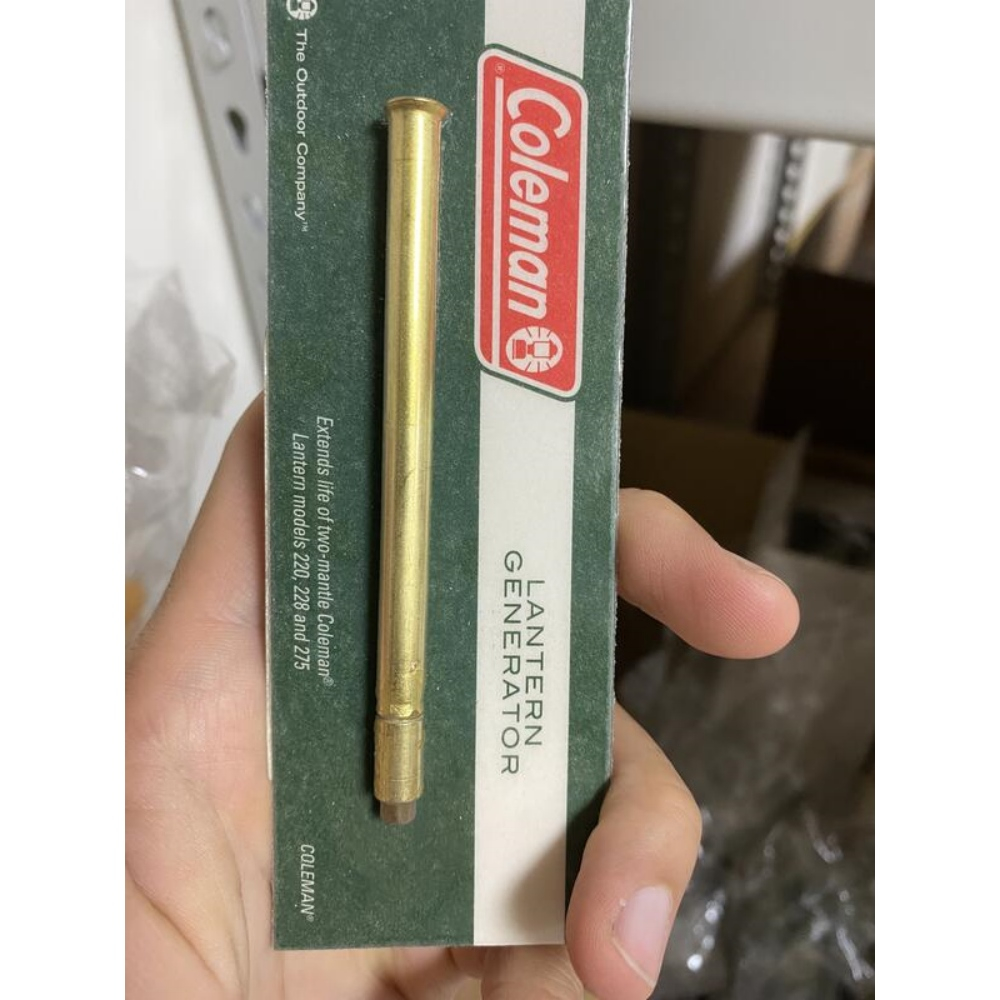 The Outdoor Company™
Coleman®
LANTERN
GENERATOR
Extends life of two-mantle Coleman®
Lantern models 220, 228 and 275
COLEMAN®